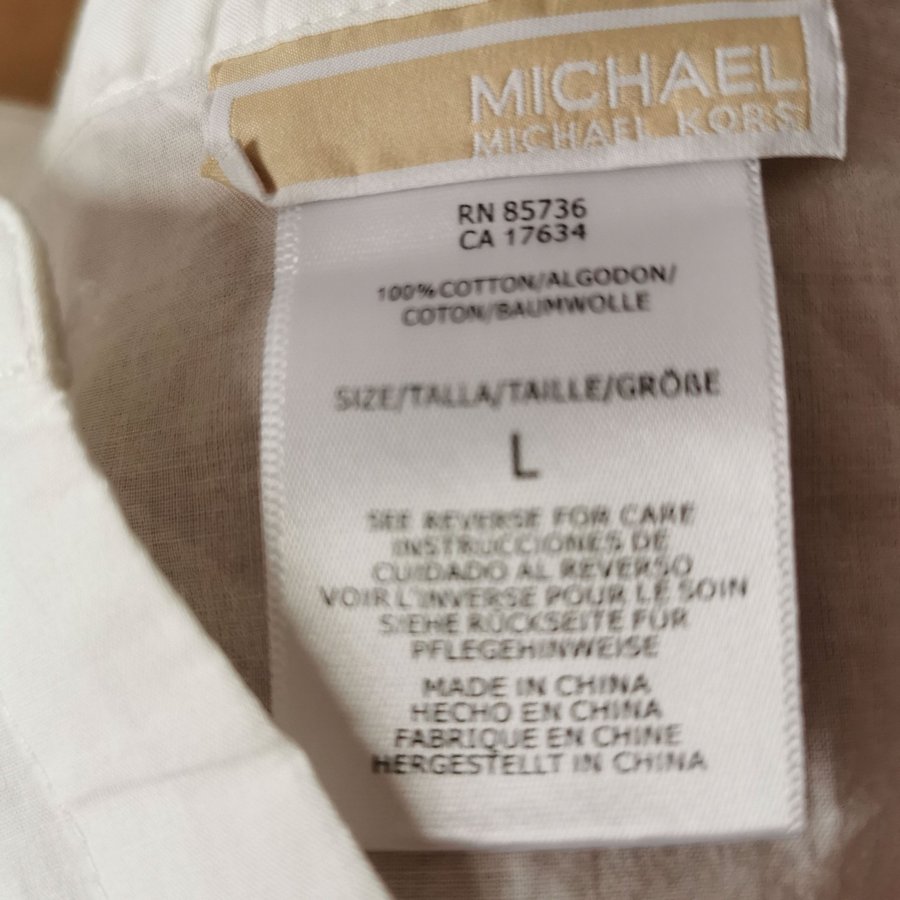 MICHAEL
MICHAEL KORS
RN 85736
CA 17634
100%COTTON/ALGODON/
COTON/BAUMWOLLE
SIZE/TALLA/TAILLE/GRÖßE
L
SEE REVERSE FOR CARE
INSTRUCCIONES DE
CUIDADO AL REVERSO
VOIR L'INVERSE POUR LE SOIN
SIEHE RÜCKSEITE FÜR
PFLEGEHINWEISE
MADE IN CHINA
HECHO EN CHINA
FABRIQUE EN CHINE
HERGESTELLT IN CHINA